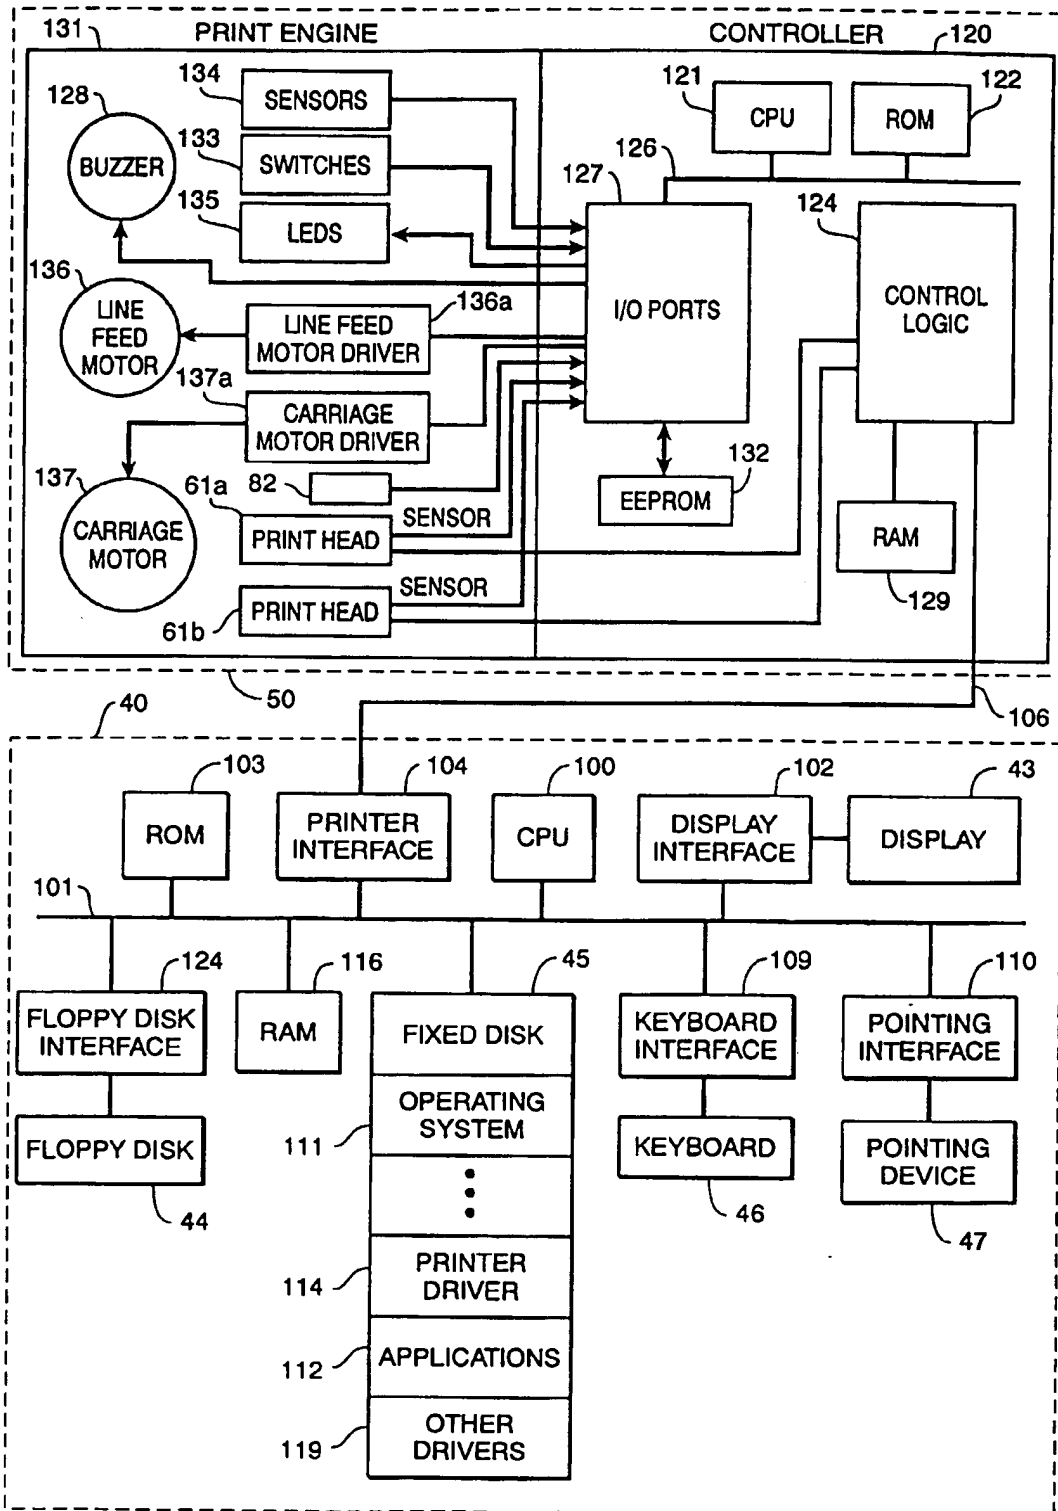 131
PRINT ENGINE
CONTROLLER
120
134
SENSORS
128
BUZZER
133
SWITCHES
135
LEDS
121
CPU
122
ROM
126
127
I/O PORTS
124
CONTROL
LOGIC
136
LINE
FEED
MOTOR
136a
LINE FEED
MOTOR DRIVER
137a
CARRIAGE
MOTOR DRIVER
137
CARRIAGE
MOTOR
82
61a
PRINT HEAD
SENSOR
61b
PRINT HEAD
SENSOR
132
EEPROM
RAM
129
50
106
40
103
ROM
104
PRINTER
INTERFACE
100
CPU
102
DISPLAY
INTERFACE
43
DISPLAY
101
124
FLOPPY DISK
INTERFACE
FLOPPY DISK
44
116
RAM
45
FIXED DISK
OPERATING
SYSTEM
111
PRINTER
DRIVER
114
APPLICATIONS
112
OTHER
DRIVERS
119
109
KEYBOARD
INTERFACE
KEYBOARD
46
110
POINTING
INTERFACE
POINTING
DEVICE
47